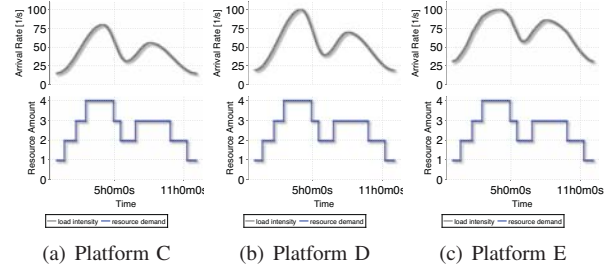 Arrival Rate [1/s]
100
75
50
25
0
Resource Amount
4
3
2
1
0
5h0m0s 11h0m0s
Time
load intensity resource demand
(a) Platform C
Arrival Rate [1/s]
100
75
50
25
0
Resource Amount
4
3
2
1
0
5h0m0s 11h0m0s
Time
load intensity resource demand
(b) Platform D
Arrival Rate [1/s]
100
75
50
25
0
Resource Amount
4
3
2
1
0
5h0m0s 11h0m0s
Time
load intensity resource demand
(c) Platform E